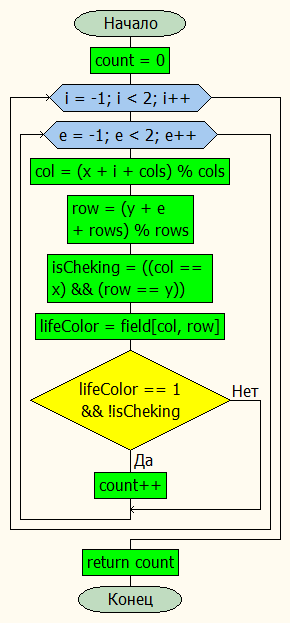 Начало
count = 0
i = -1; i < 2; i++
e = -1; e < 2; e++
col = (x + i + cols) % cols
row = (y + e
+ rows) % rows
isCheking = ((col ==
x) && (row == y))
lifeColor = field[col, row]
lifeColor == 1
&& !isCheking
Нет
Да
count++
return count
Конец